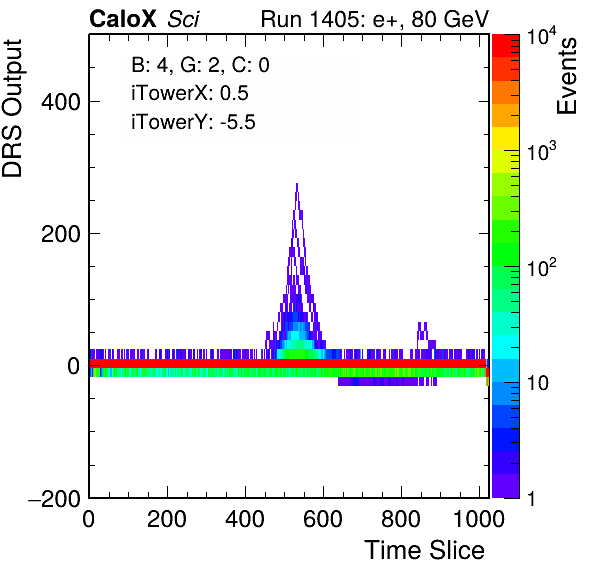 CaloX Sci Run 1405: e+, 80 GeV
B: 4, G: 2, C: 0
iTowerX: 0.5
iTowerY: -5.5
DRS Output
400
200
0
−200
0 200 400 600 800 1000
Time Slice
Events
10^4
10^3
10^2
10
1